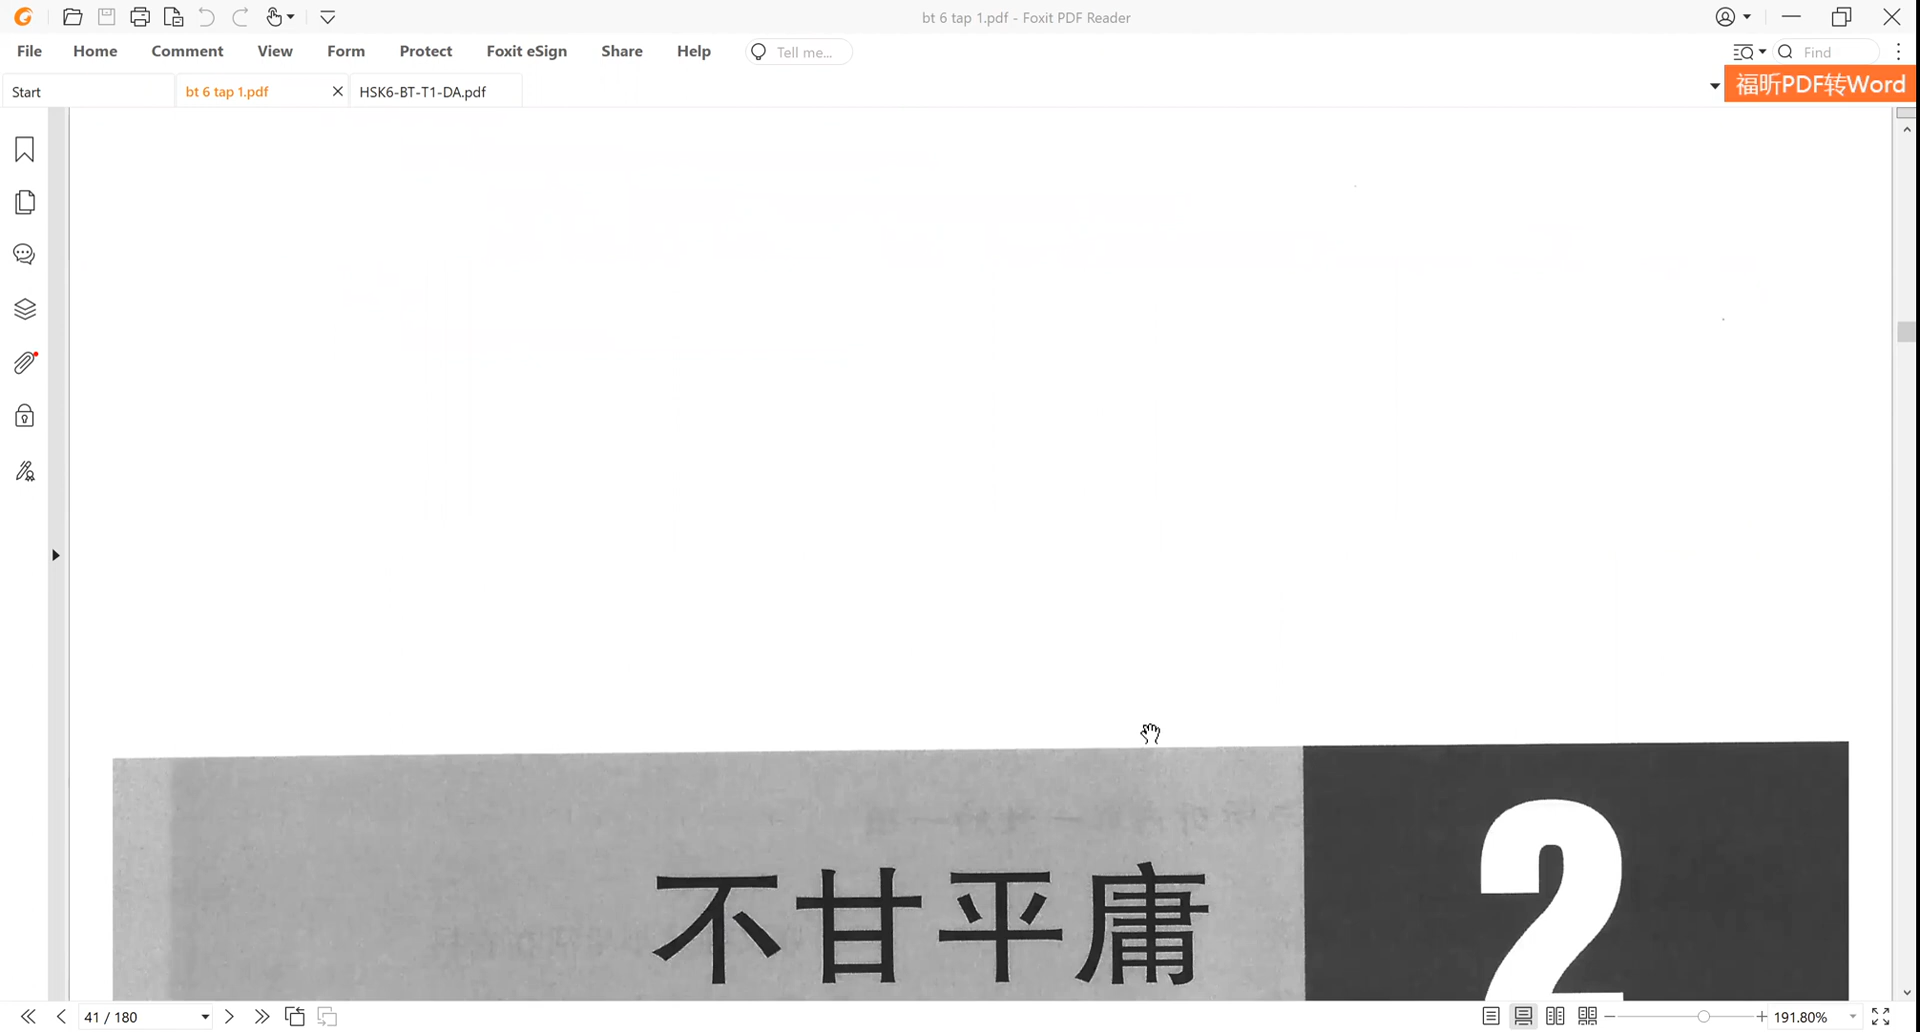 bt 6 tap 1.pdf - Foxit PDF Reader
File Home Comment View Form Protect Foxit eSign Share Help Tell me... Find
Start bt 6 tap 1.pdf HSK6-BT-T1-DA.pdf 福昕PDF转Word
不甘平庸 2
41 / 180 191.80%